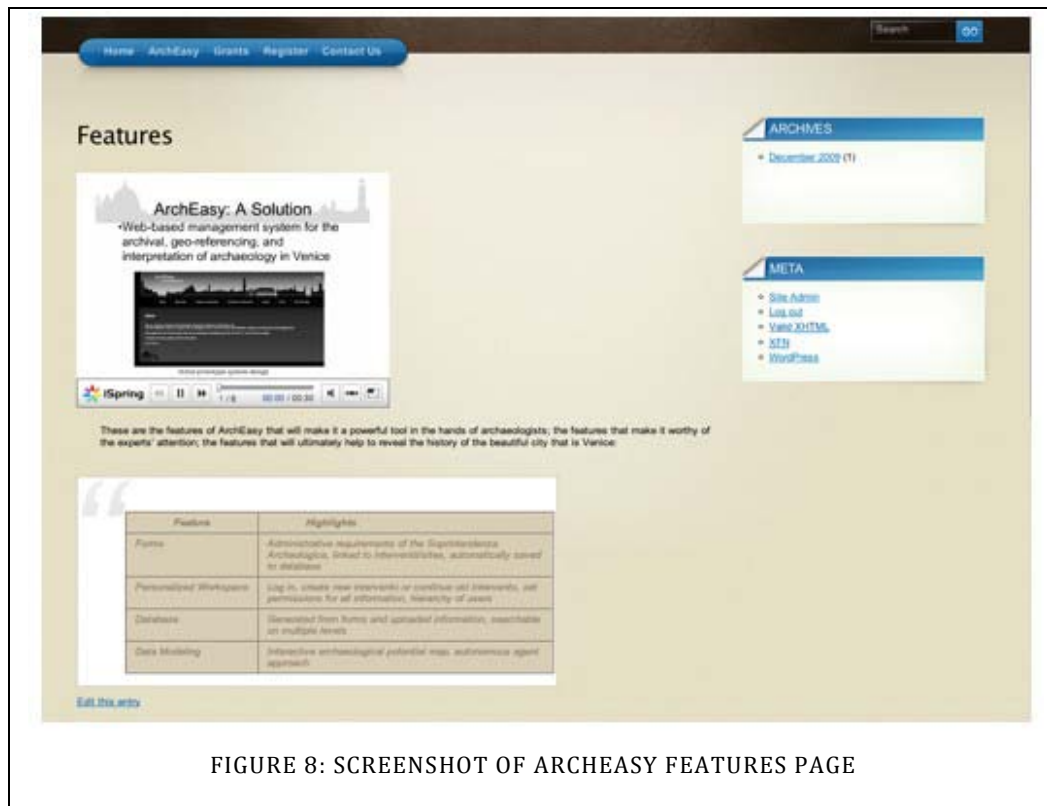 Home ArchEasy Grants Register Contact Us
Search GO
Features
ArchEasy: A Solution
•Web-based management system for the
archival, geo-referencing, and
interpretation of archaeology in Venice
iSpring
1 / 6 00:00 / 00:30
These are the features of ArchEasy that will make it a powerful tool in the hands of archaeologists; the features that make it worthy of
the experts' attention; the features that will ultimately help to reveal the history of the beautiful city that is Venice:
Feature Highlights
Forms Administrative requirements of the Soprintendenza
Archeologica, linked to interventi/sites, automatically saved
to database
Personalized Workspace Log in, create new interventi or continue old interventi, set
permissions for all information, hierarchy of users
Database Generated from forms and uploaded information, searchable
on multiple levels
Data Modeling Interactive archaeological potential map, autonomous agent
approach
Edit this entry
ARCHIVES
December 2009 (1)
META
Site Admin
Log out
Valid XHTML
XFN
WordPress
FIGURE 8: SCREENSHOT OF ARCHEASY FEATURES PAGE